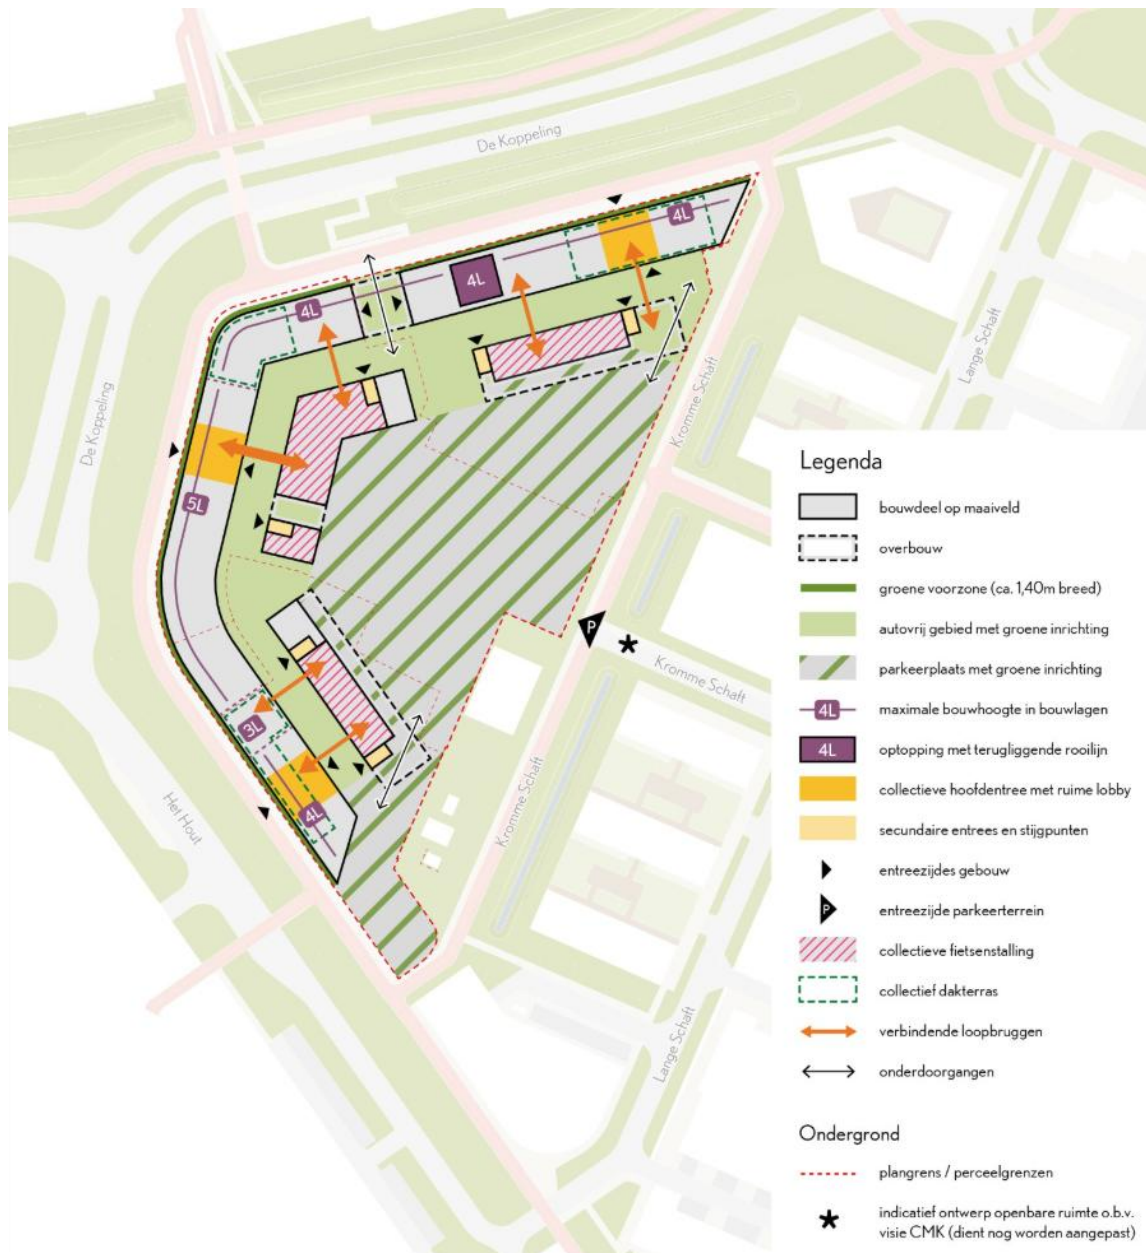 De Koppeling
4L
4L
4L
De Koppeling
5L
Lange Schaft
Kromme Schaft
P
Kromme Schaft
3L
4L
Het Hout
Kromme Schaft
Lange Schaft
Legenda
bouwdeel op maaiveld
overbouw
groene voorzone (ca. 1,40m breed)
autovrij gebied met groene inrichting
parkeerplaats met groene inrichting
4L maximale bouwhoogte in bouwlagen
4L optopping met terugliggende rooilijn
collectieve hoofdentree met ruime lobby
secundaire entrees en stijgpunten
entreezijdes gebouw
P entreezijde parkeerterrein
collectieve fietsenstalling
collectief dakterras
verbindende loopbruggen
onderdoorgangen
Ondergrond
plangrens / perceelgrenzen
indicatief ontwerp openbare ruimte o.b.v.
visie CMK (dient nog worden aangepast)